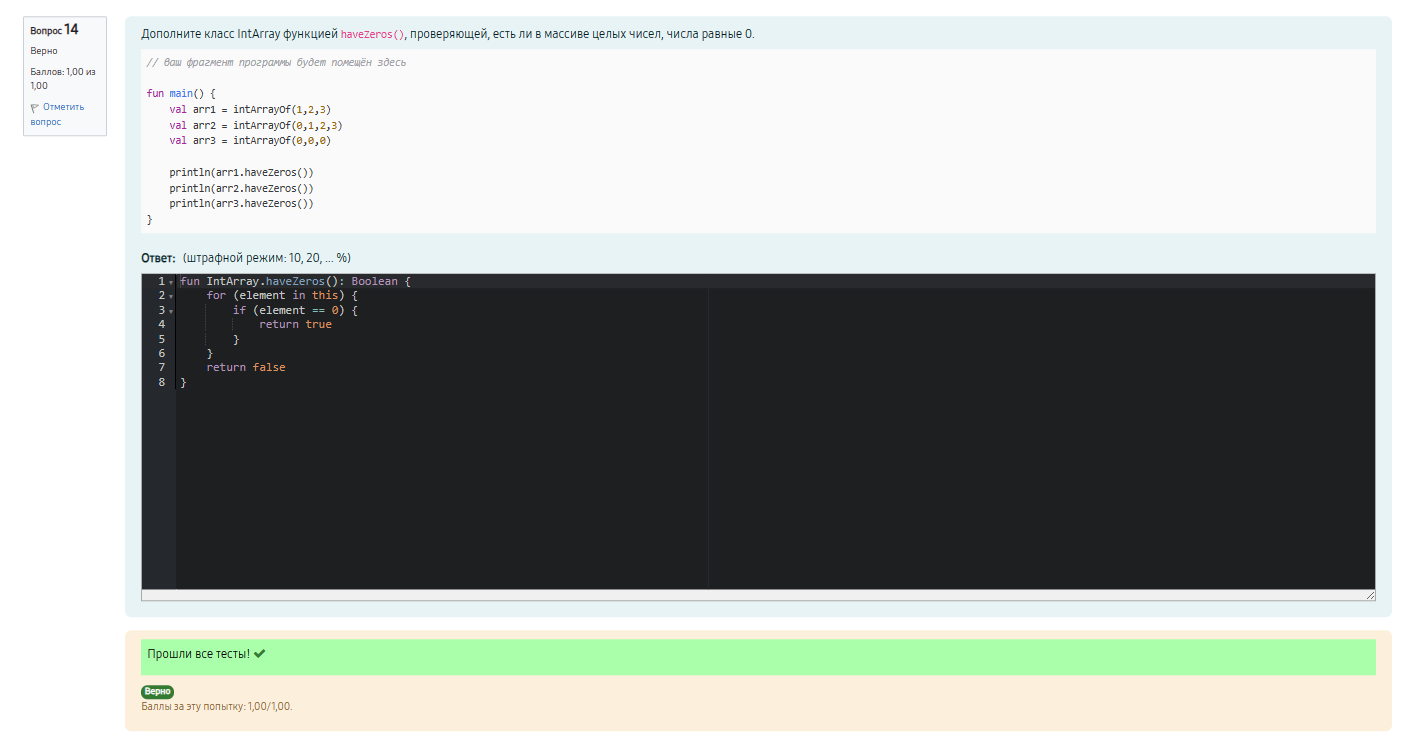 Вопрос 14
Верно
Баллов: 1,00 из
1,00
Отметить
вопрос
Дополните класс IntArray функцией haveZeros(), проверяющей, есть ли в массиве целых чисел, числа равные 0.
// Ваш фрагмент программы будет помещён здесь
fun main() {
    val arr1 = intArrayOf(1,2,3)
    val arr2 = intArrayOf(0,1,2,3)
    val arr3 = intArrayOf(0,0,0)
    println(arr1.haveZeros())
    println(arr2.haveZeros())
    println(arr3.haveZeros())
}
Ответ: (штрафной режим: 10, 20, ... %)
1 fun IntArray.haveZeros(): Boolean {
2     for (element in this) {
3         if (element == 0) {
4             return true
5         }
6     }
7     return false
8 }
Прошли все тесты!
Верно
Баллы за эту попытку: 1,00/1,00.